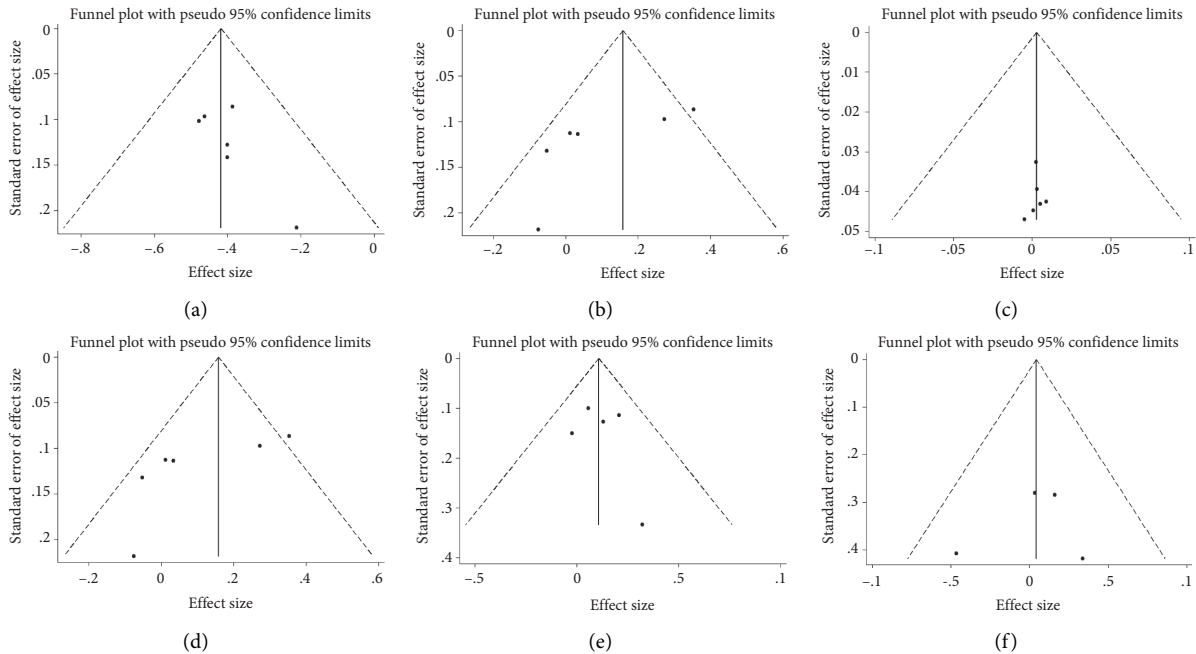 Funnel plot with pseudo 95% confidence limits
Standard error of effect size
0
.05
.1
.15
.2
–.8 –.6 –.4 –.2 0
Effect size
(a)
Funnel plot with pseudo 95% confidence limits
Standard error of effect size
0
.05
.1
.15
.2
–.2 0 .2 .4 .6
Effect size
(b)
Funnel plot with pseudo 95% confidence limits
Standard error of effect size
0
.01
.02
.03
.04
.05
–.1 -.05 0 .05 .1
Effect size
(c)
Funnel plot with pseudo 95% confidence limits
Standard error of effect size
0
.05
.1
.15
.2
–.2 0 .2 .4 .6
Effect size
(d)
Funnel plot with pseudo 95% confidence limits
Standard error of effect size
0
.1
.2
.3
.4
–.5 0 .5 .1
Effect size
(e)
Funnel plot with pseudo 95% confidence limits
Standard error of effect size
0
.1
.2
.3
.4
–.1 -.5 0 .5 .1
Effect size
(f)